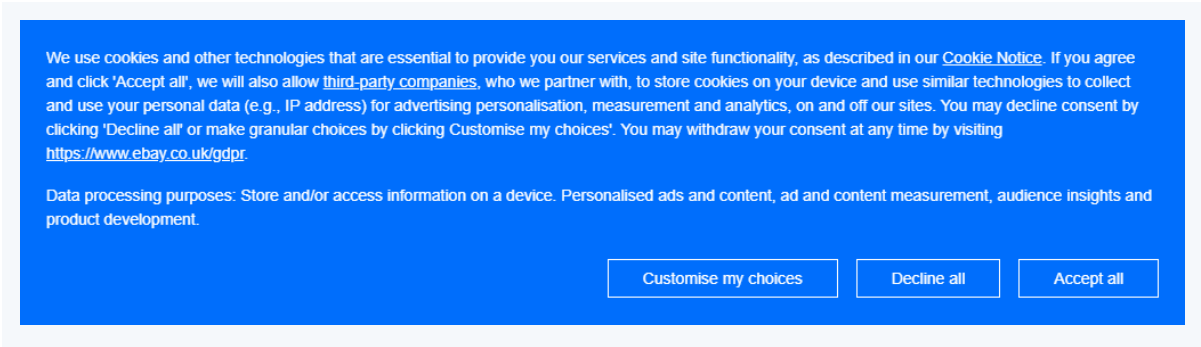 We use cookies and other technologies that are essential to provide you our services and site functionality, as described in our Cookie Notice. If you agree
and click 'Accept all', we will also allow third-party companies, who we partner with, to store cookies on your device and use similar technologies to collect
and use your personal data (e.g., IP address) for advertising personalisation, measurement and analytics, on and off our sites. You may decline consent by
clicking 'Decline all' or make granular choices by clicking Customise my choices'. You may withdraw your consent at any time by visiting
https://www.ebay.co.uk/gdpr.
Data processing purposes: Store and/or access information on a device. Personalised ads and content, ad and content measurement, audience insights and
product development.
Customise my choices
Decline all
Accept all